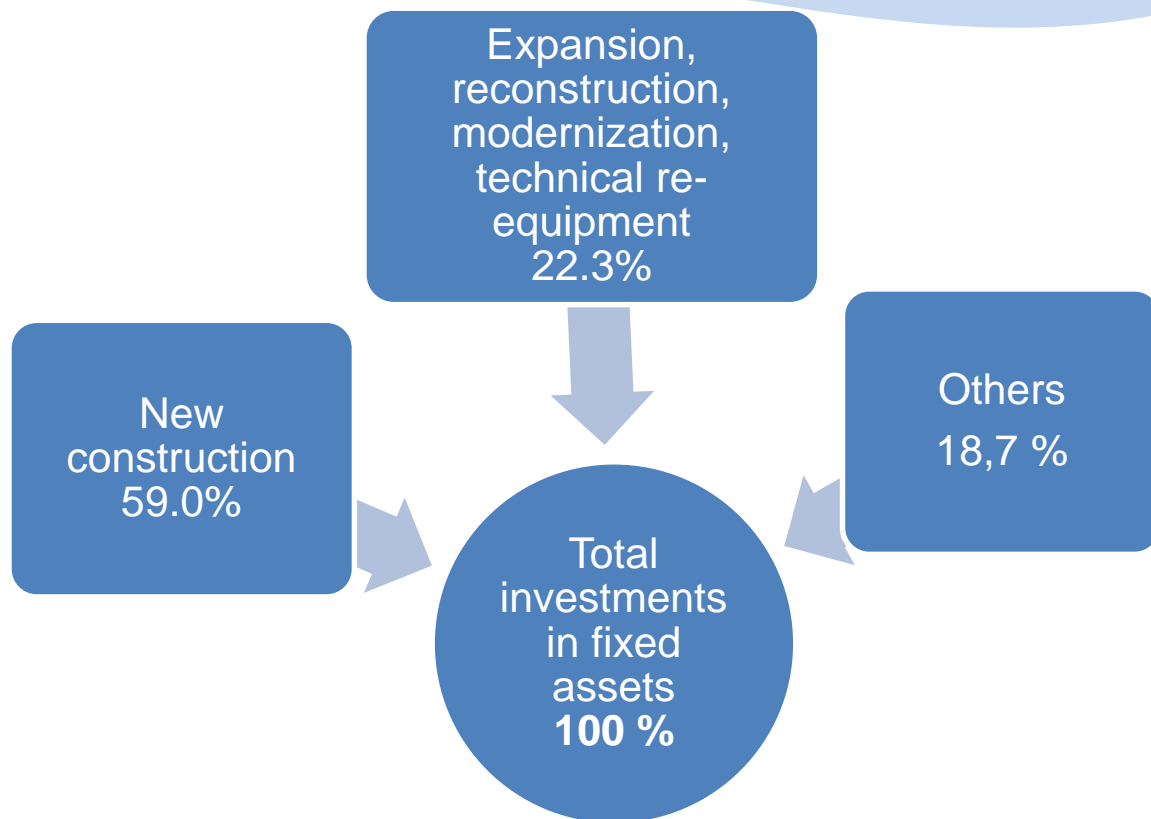 Expansion,
reconstruction,
modernization,
technical re-
equipment
22.3%
New
construction
59.0%
Others
18,7 %
Total
investments
in fixed
assets
100 %